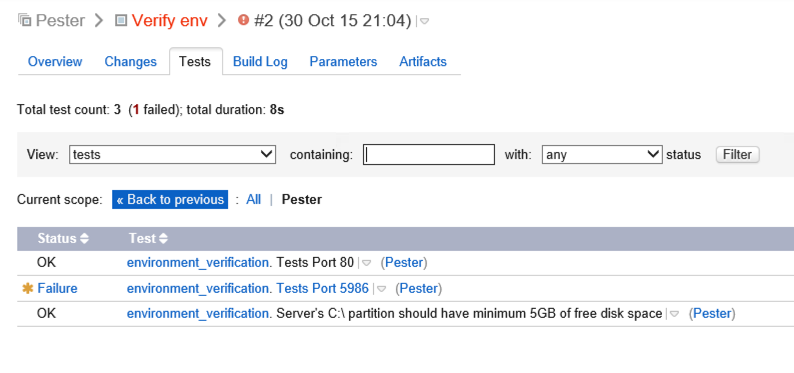 Pester > Verify env > #2 (30 Oct 15 21:04)
Overview Changes Tests Build Log Parameters Artifacts
Total test count: 3 (1 failed); total duration: 8s
View: tests containing: with: any status Filter
Current scope: « Back to previous : All | Pester
Status Test
OK environment_verification. Tests Port 80 (Pester)
Failure environment_verification. Tests Port 5986 (Pester)
OK environment_verification. Server's C:\ partition should have minimum 5GB of free disk space (Pester)